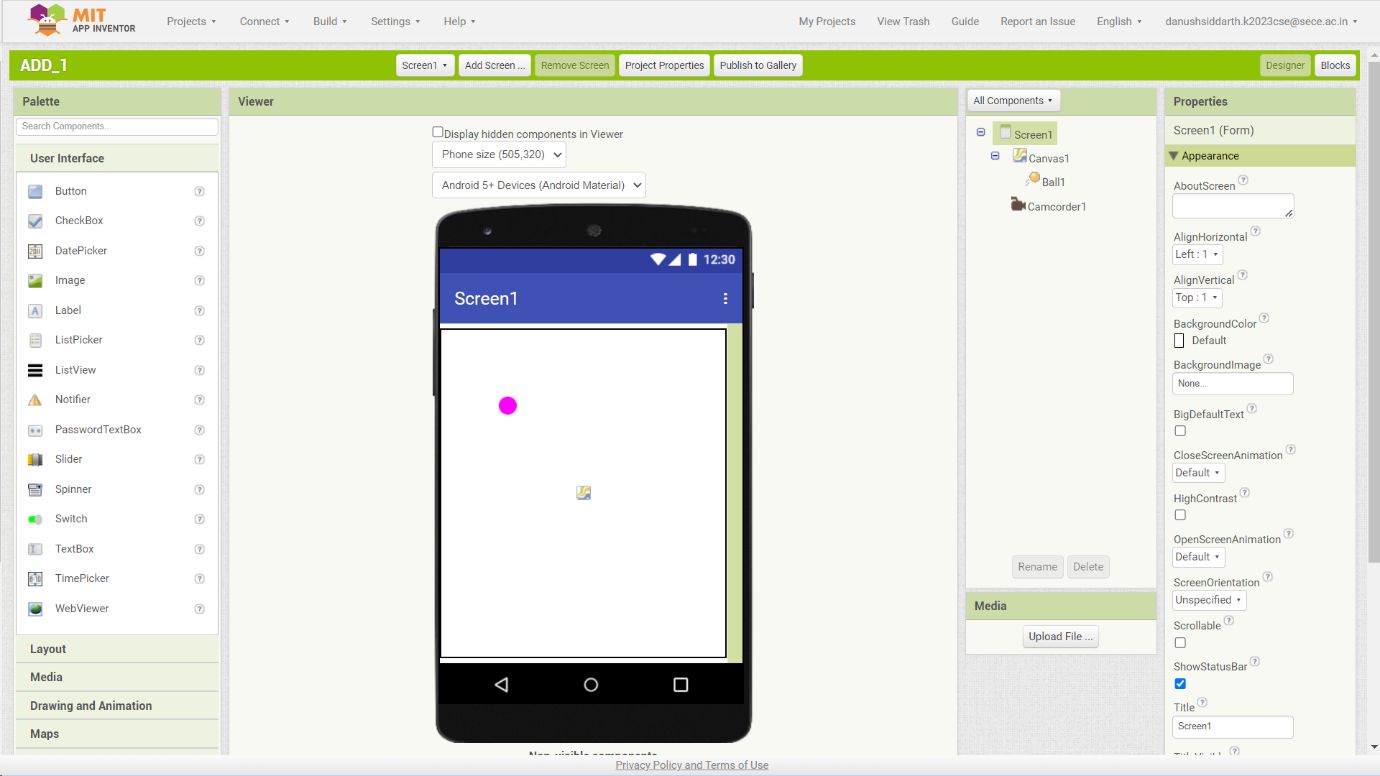 MIT
APP INVENTOR
Projects
Connect
Build
Settings
Help
My Projects
View Trash
Guide
Report an Issue
English
danushsiddarth.k2023cse@sece.ac.in
ADD_1
Screen1
Add Screen ...
Remove Screen
Project Properties
Publish to Gallery
Designer
Blocks
Palette
Search Components...
User Interface
Button
CheckBox
DatePicker
Image
Label
ListPicker
ListView
Notifier
PasswordTextBox
Slider
Spinner
Switch
TextBox
TimePicker
WebViewer
Layout
Media
Drawing and Animation
Maps
Viewer
Display hidden components in Viewer
Phone size (505,320)
Android 5+ Devices (Android Material)
12:30
Screen1
Non-visible components
All Components
Screen1
Canvas1
Ball1
Camcorder1
Rename
Delete
Media
Upload File ...
Properties
Screen1 (Form)
Appearance
AboutScreen
AlignHorizontal
Left : 1
AlignVertical
Top : 1
BackgroundColor
Default
BackgroundImage
None...
BigDefaultText
CloseScreenAnimation
Default
HighContrast
OpenScreenAnimation
Default
ScreenOrientation
Unspecified
Scrollable
ShowStatusBar
Title
Screen1
TitleVisible
Privacy Policy and Terms of Use